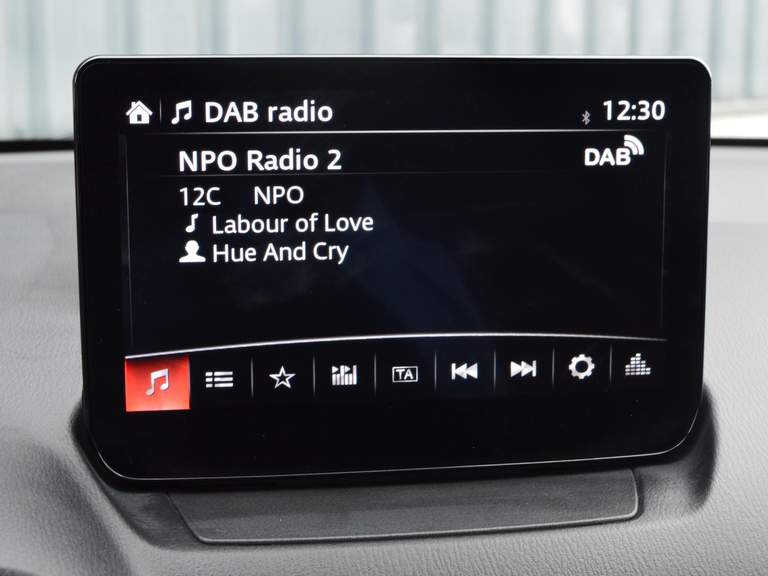 DAB radio 12:30
NPO Radio 2 DAB
12C NPO
Labour of Love
Hue And Cry
TA